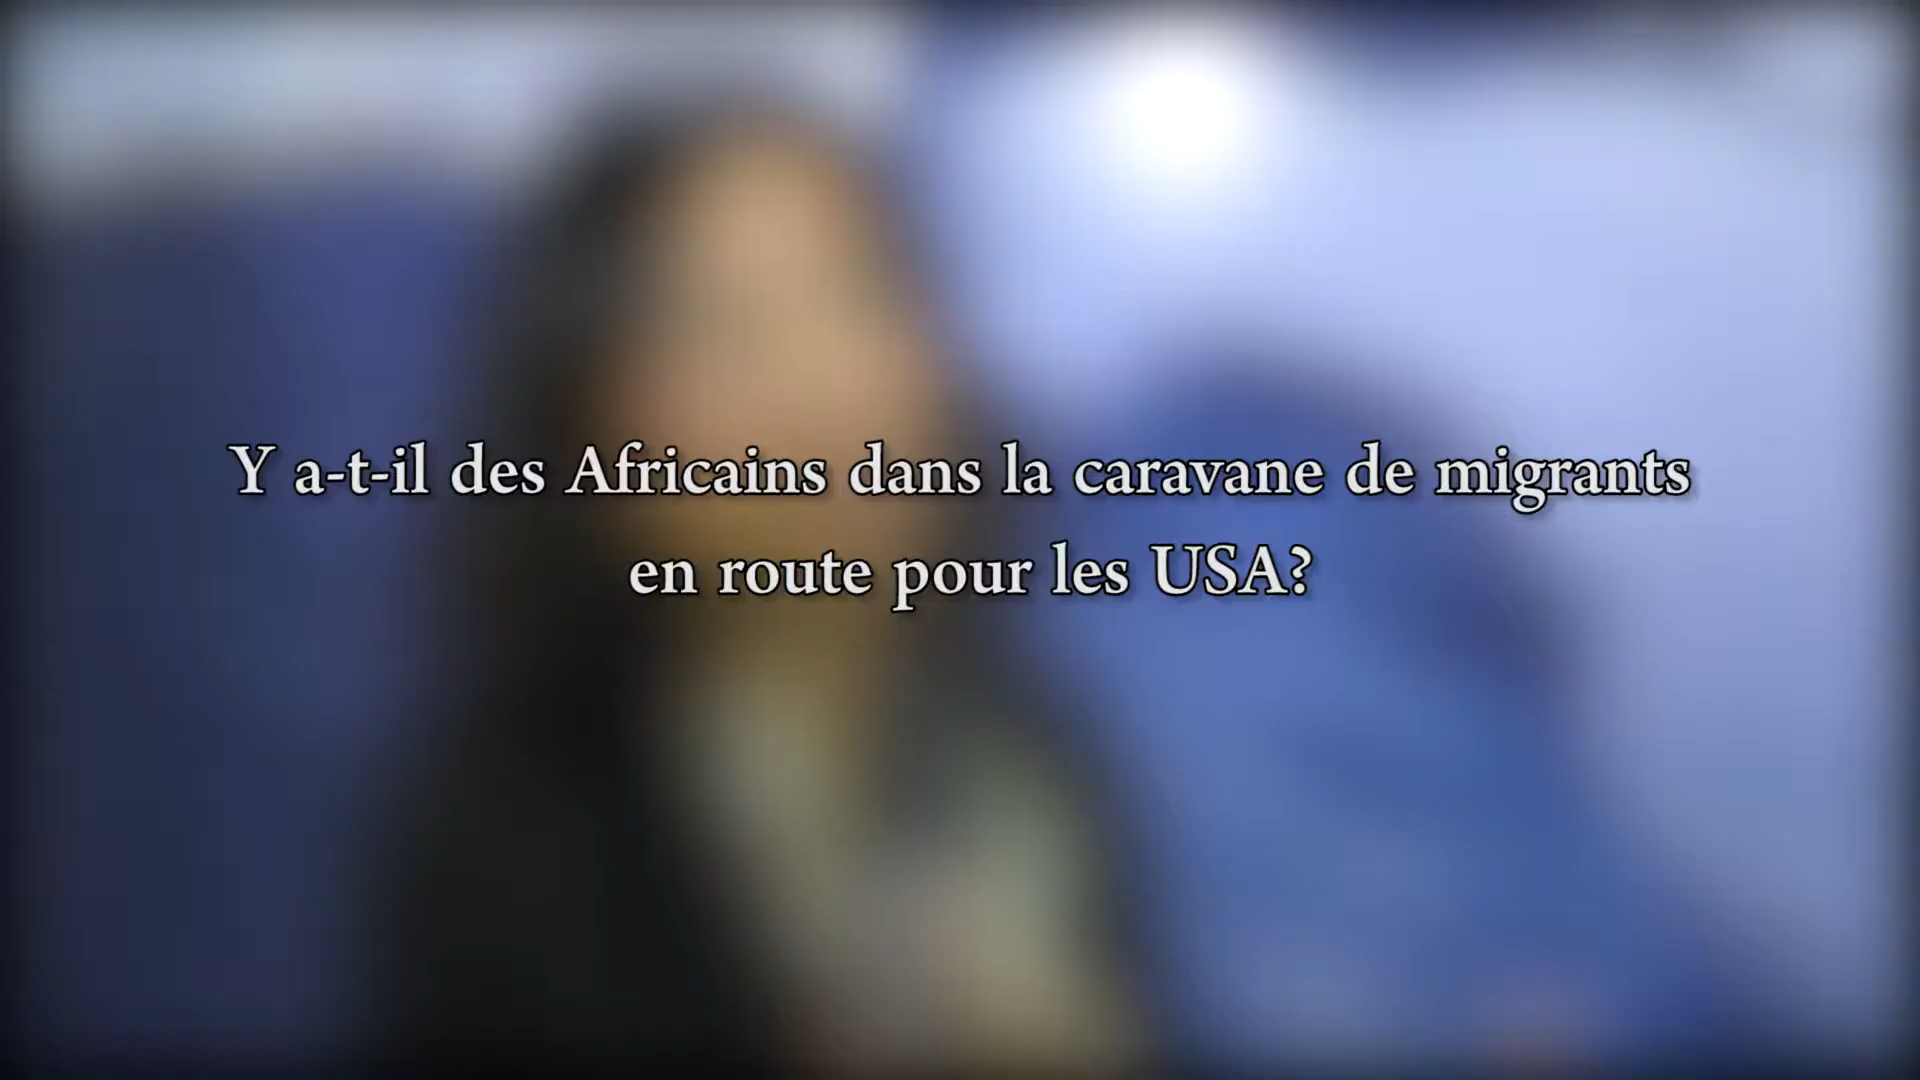 Y a-t-il des Africains dans la caravane de migrants
en route pour les USA?